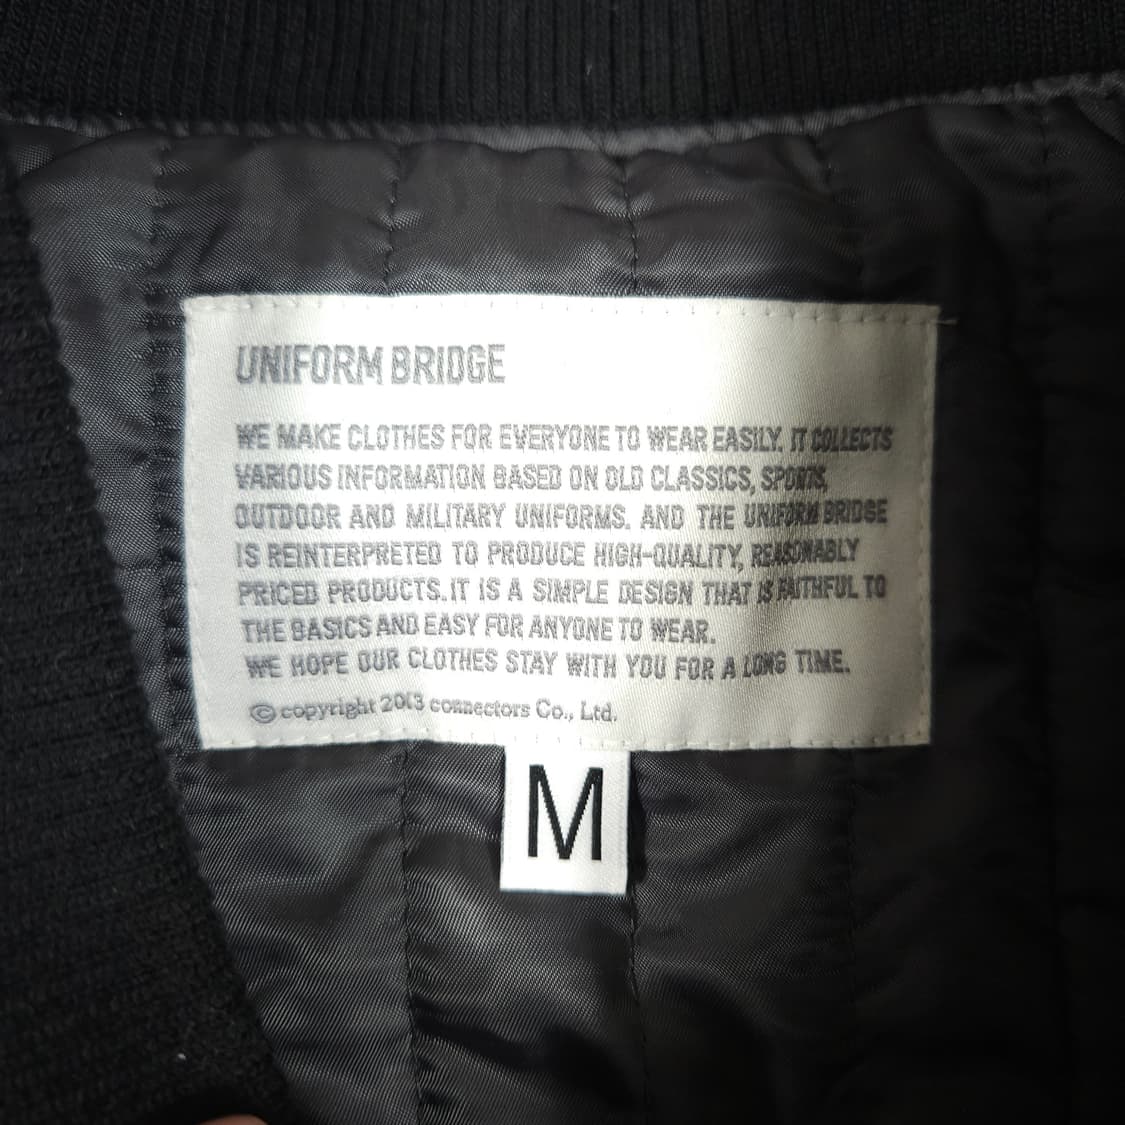 UNIFORM BRIDGE
WE MAKE CLOTHES FOR EVERYONE TO WEAR EASILY. IT COLLECTS
VARIOUS INFORMATION BASED ON OLD CLASSICS, SPORTS,
OUTDOOR AND MILITARY UNIFORMS. AND THE UNIFORM BRIDGE
IS REINTERPRETED TO PRODUCE HIGH-QUALITY, REASONABLY
PRICED PRODUCTS. IT IS A SIMPLE DESIGN THAT IS FAITHFUL TO
THE BASICS AND EASY FOR ANYONE TO WEAR.
WE HOPE OUR CLOTHES STAY WITH YOU FOR A LONG TIME.
© copyright 2013 connectors Co., Ltd.
M